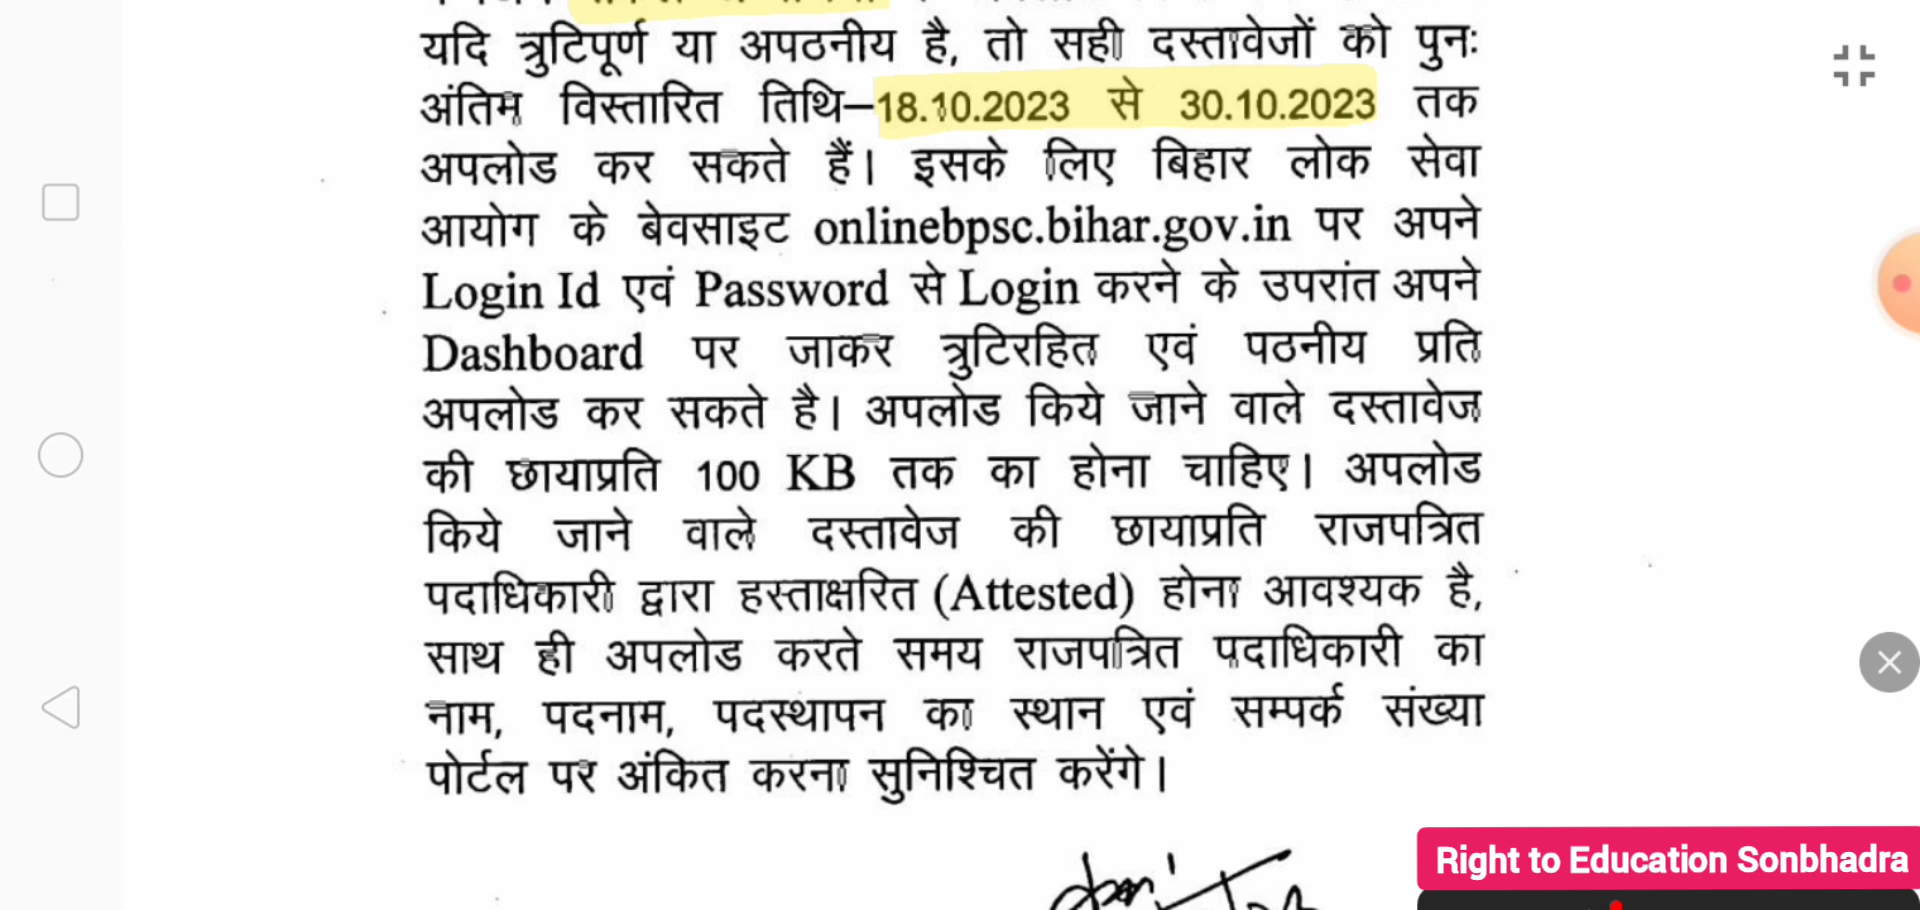 यदि त्रुटिपूर्ण या अपठनीय है, तो सही दस्तावेजों को पुनः
अंतिम विस्तारित तिथि–18.10.2023 से 30.10.2023 तक
अपलोड कर सकते हैं। इसके लिए बिहार लोक सेवा
आयोग के बेवसाइट onlinebpsc.bihar.gov.in पर अपने
Login Id एवं Password से Login करने के उपरांत अपने
Dashboard पर जाकर त्रुटिरहित एवं पठनीय प्रति
अपलोड कर सकते है। अपलोड किये जाने वाले दस्तावेज
की छायाप्रति 100 KB तक का होना चाहिए। अपलोड
किये जाने वाले दस्तावेज की छायाप्रति राजपत्रित
पदाधिकारी द्वारा हस्ताक्षरित (Attested) होना आवश्यक है,
साथ ही अपलोड करते समय राजपत्रित पदाधिकारी का
नाम, पदनाम, पदस्थापन का स्थान एवं सम्पर्क संख्या
पोर्टल पर अंकित करना सुनिश्चित करेंगे।
Right to Education Sonbhadra